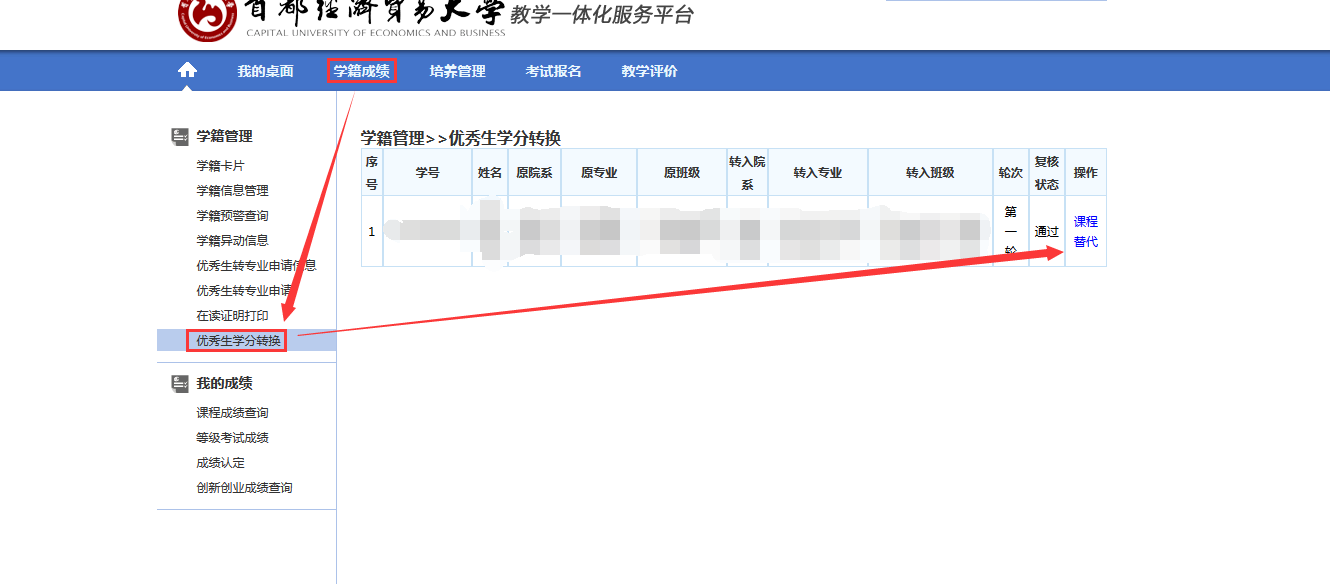 首都经济贸易大学 教学一体化服务平台
CAPITAL UNIVERSITY OF ECONOMICS AND BUSINESS
我的桌面 学籍成绩 培养管理 考试报名 教学评价
学籍管理
学籍卡片
学籍信息管理
学籍预警查询
学籍异动信息
优秀生转专业申请信息
优秀生转专业申请
在读证明打印
优秀生学分转换
我的成绩
课程成绩查询
等级考试成绩
成绩认定
创新创业成绩查询
学籍管理>>优秀生学分转换
序号 学号 姓名 原院系 原专业 原班级 转入院系 转入专业 转入班级 轮次 复核状态 操作
1 第一轮 通过 课程替代